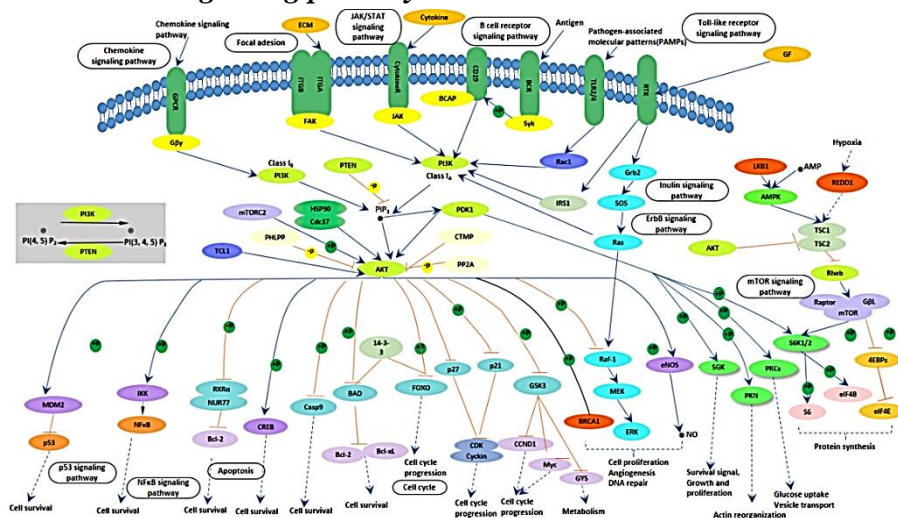 JAK/STAT
signaling
pathway
Cytokine
B cell receptor
signaling pathway
Antigen
Toll-like receptor
signaling pathway
Chemokine signaling
pathway
ECM
Focal adesion
Chemokine
signaling pathway
Pathogen-associated
molecular patterns(PAMPs)
GF
GPCR
ITGB
ITGA
CytokineR
CD19
BCR
TLR2/4
RTK
BCAP
+p
Syk
FAK
JAK
Gβγ
Class IB
PI3K
PTEN
-p
PI3K
Class IA
Rac1
Grb2
Hypoxia
LKB1
AMP
REDD1
AMPK
IRS1
SOS
Inulin signaling
pathway
PIP3
PDK1
mTORC2
HSP90
Cdc37
ErbB signaling
pathway
TSC1
TSC2
AKT
PI3K
PI(4, 5) P2
PI(3, 4, 5) P3
PTEN
TCL1
PHLPP
-p
+p
CTMP
Ras
AKT
-p
PP2A
Rheb
mTOR signaling
pathway
Raptor
GβL
mTOR
+p
+p
+p
+p
+p
+p
+p
+p
+p
+p
+p
+p
14-3-
3
Raf-1
S6K1/2
4EBPs
MDM2
IKK
RXRα
NUR77
CREB
Casp9
BAD
FOXO
p27
p21
GSK3
eNOS
SGK
PKCs
PKN
MEK
+p
+p
eIF4B
S6
eIF4E
p53
NFκB
Bcl-2
BRCA1
ERK
NO
Bcl-2
Bcl-xL
CDK
Cyckin
CCND1
Myc
GYS
Protein synthesis
p53 signaling
pathway
NFκB signaling
pathway
Apoptosis
Cell cycle
progression
Cell cycle
Cell proliferation
Angiogenesis
DNA repair
Survival signal,
Growth and
proliferation
Glucose uptake
Vesicle transport
Actin reorganization
Cell survival
Cell survival
Cell survival
Cell survival
Cell survival
Cell survival
Cell cycle
progression
Cell cycle
progression
Metabolism